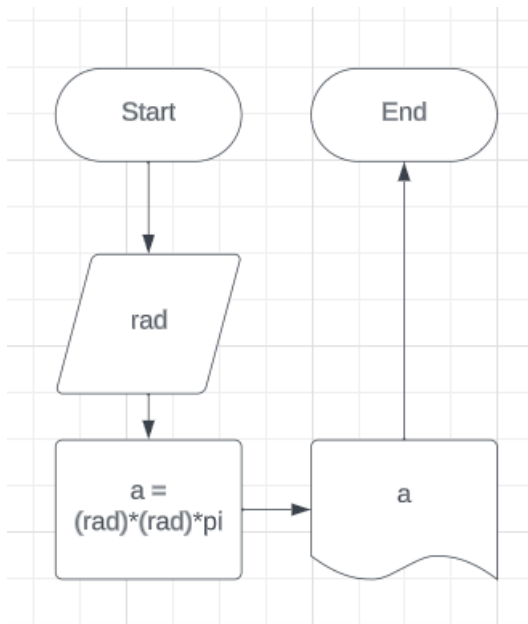 Start
End
rad
a =
(rad)*(rad)*pi
a